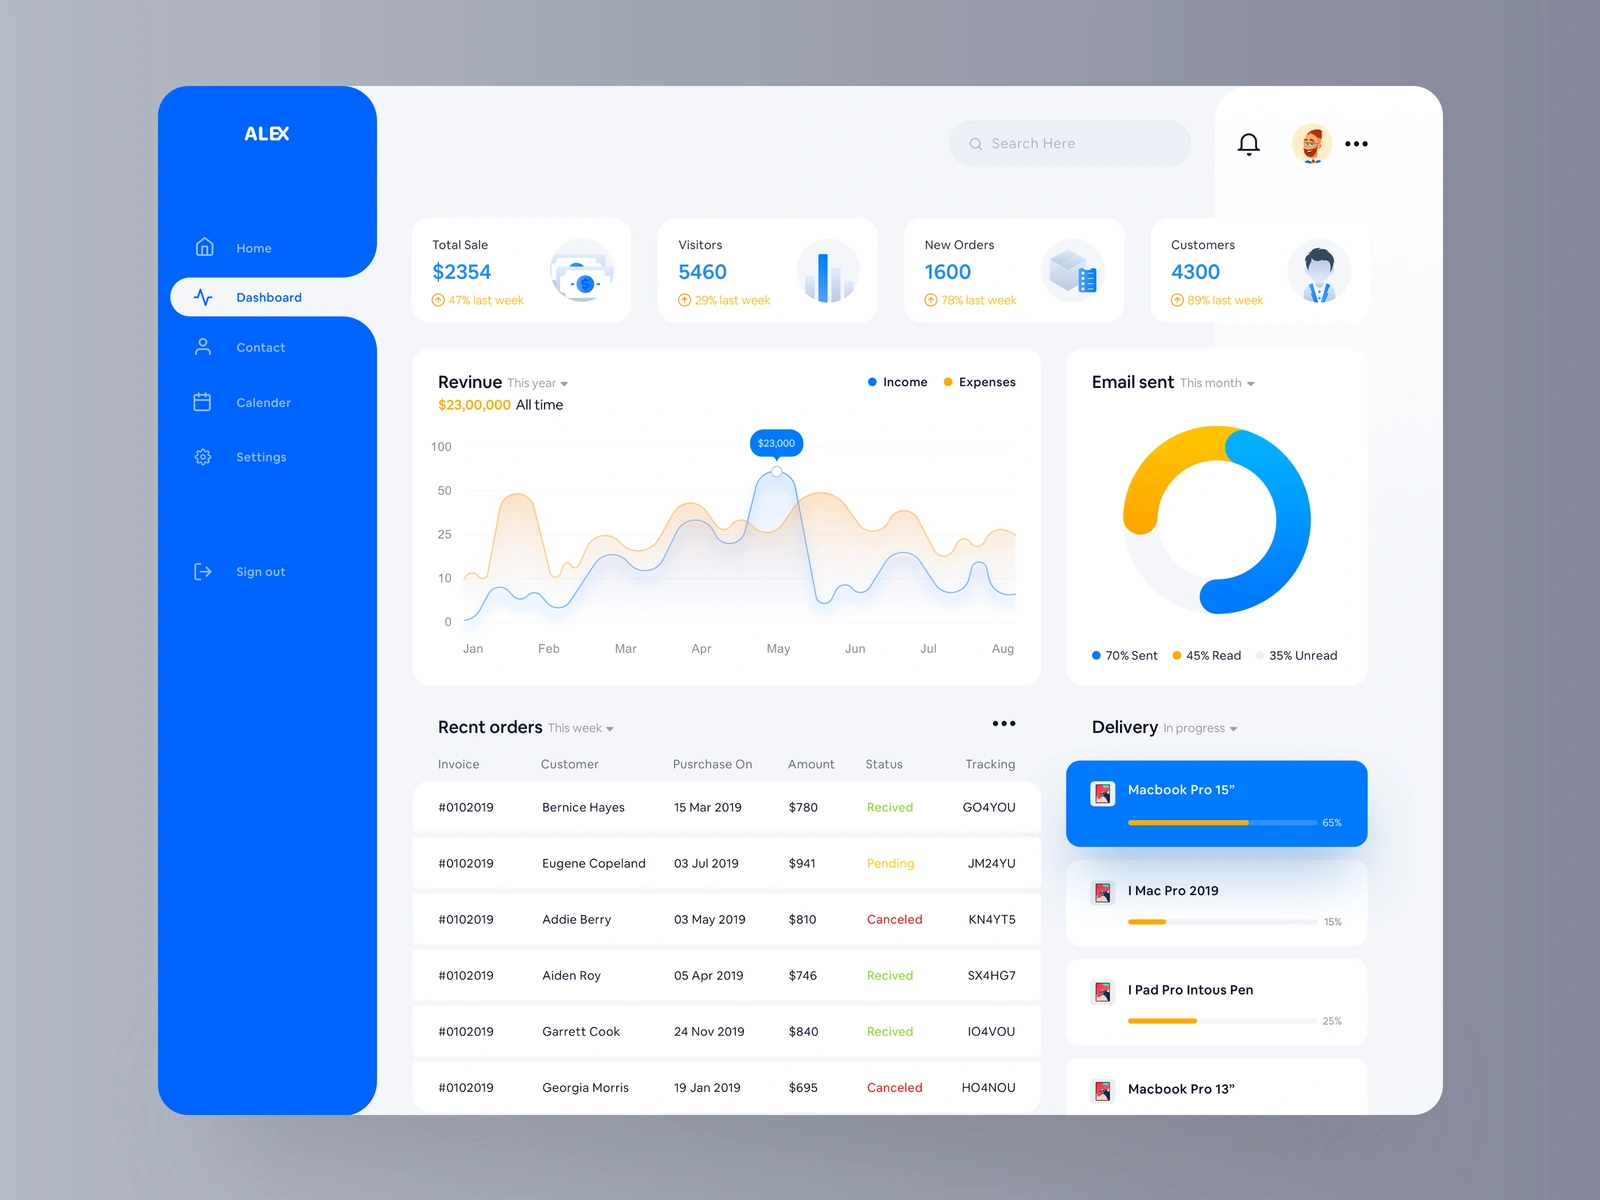 ALEX
Home
Dashboard
Contact
Calender
Settings
Sign out
Search Here
Total Sale
$2354
47% last week
Visitors
5460
29% last week
New Orders
1600
78% last week
Customers
4300
89% last week
Revinue This year
$23,00,000 All time
Income Expenses
$23,000
100
50
25
10
0
Jan Feb Mar Apr May Jun Jul Aug
Email sent This month
70% Sent 45% Read 35% Unread
Recnt orders This week
Invoice Customer Pusrchase On Amount Status Tracking
#0102019 Bernice Hayes 15 Mar 2019 $780 Recived GO4YOU
#0102019 Eugene Copeland 03 Jul 2019 $941 Pending JM24YU
#0102019 Addie Berry 03 May 2019 $810 Canceled KN4YT5
#0102019 Aiden Roy 05 Apr 2019 $746 Recived SX4HG7
#0102019 Garrett Cook 24 Nov 2019 $840 Recived IO4VOU
#0102019 Georgia Morris 19 Jan 2019 $695 Canceled HO4NOU
Delivery In progress
Macbook Pro 15”
65%
I Mac Pro 2019
15%
I Pad Pro Intous Pen
25%
Macbook Pro 13”